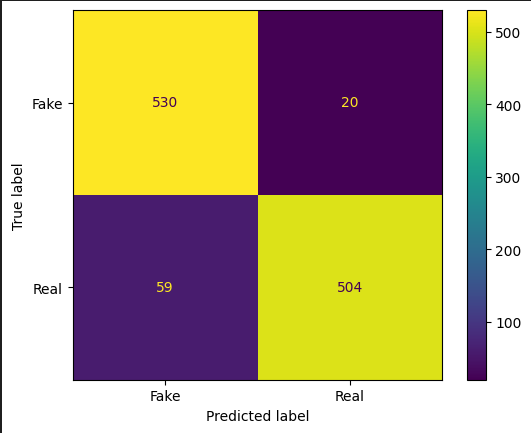 Fake 530 20
Real 59 504
Fake Real
Predicted label
True label
500
400
300
200
100